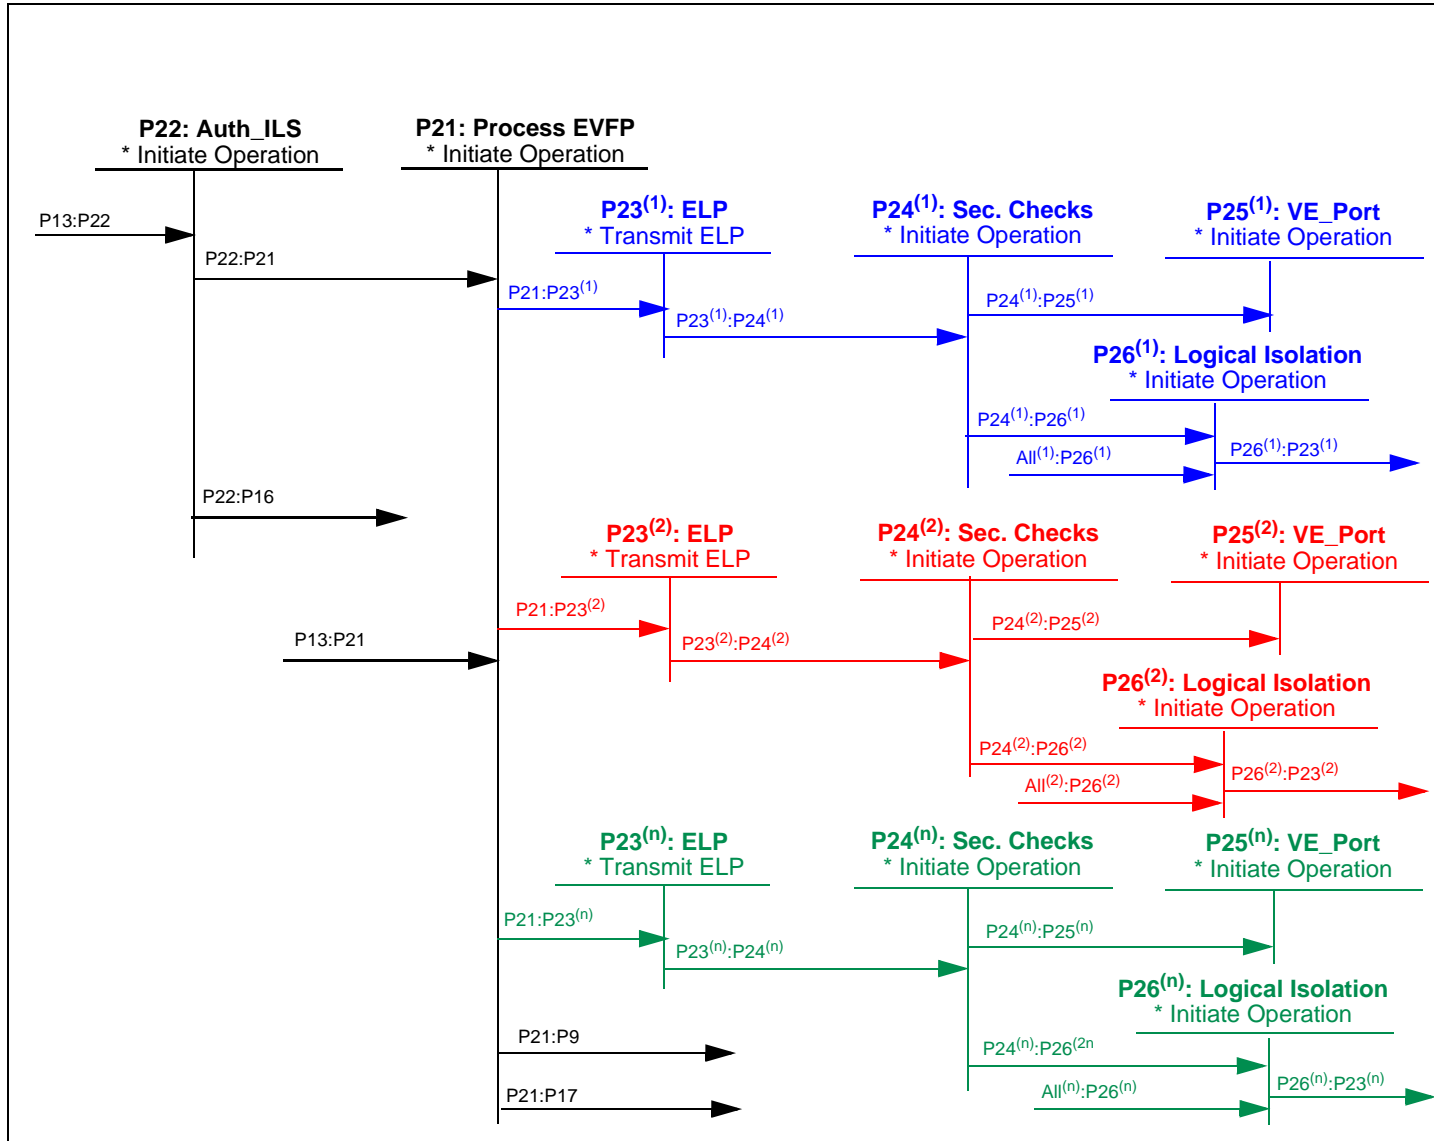 P22: Auth_ILS
* Initiate Operation
P21: Process EVFP
* Initiate Operation
P13:P22
P22:P21
P22:P16
P13:P21
P23(1): ELP
* Transmit ELP
P24(1): Sec. Checks
* Initiate Operation
P25(1): VE_Port
* Initiate Operation
P21:P23(1)
P23(1):P24(1)
P24(1):P25(1)
P26(1): Logical Isolation
* Initiate Operation
P24(1):P26(1)
All(1):P26(1)
P26(1):P23(1)
P23(2): ELP
* Transmit ELP
P24(2): Sec. Checks
* Initiate Operation
P25(2): VE_Port
* Initiate Operation
P21:P23(2)
P23(2):P24(2)
P24(2):P25(2)
P26(2): Logical Isolation
* Initiate Operation
P24(2):P26(2)
All(2):P26(2)
P26(2):P23(2)
P23(n): ELP
* Transmit ELP
P24(n): Sec. Checks
* Initiate Operation
P25(n): VE_Port
* Initiate Operation
P21:P23(n)
P23(n):P24(n)
P24(n):P25(n)
P26(n): Logical Isolation
* Initiate Operation
P24(n):P26(2n
All(n):P26(n)
P26(n):P23(n)
P21:P9
P21:P17